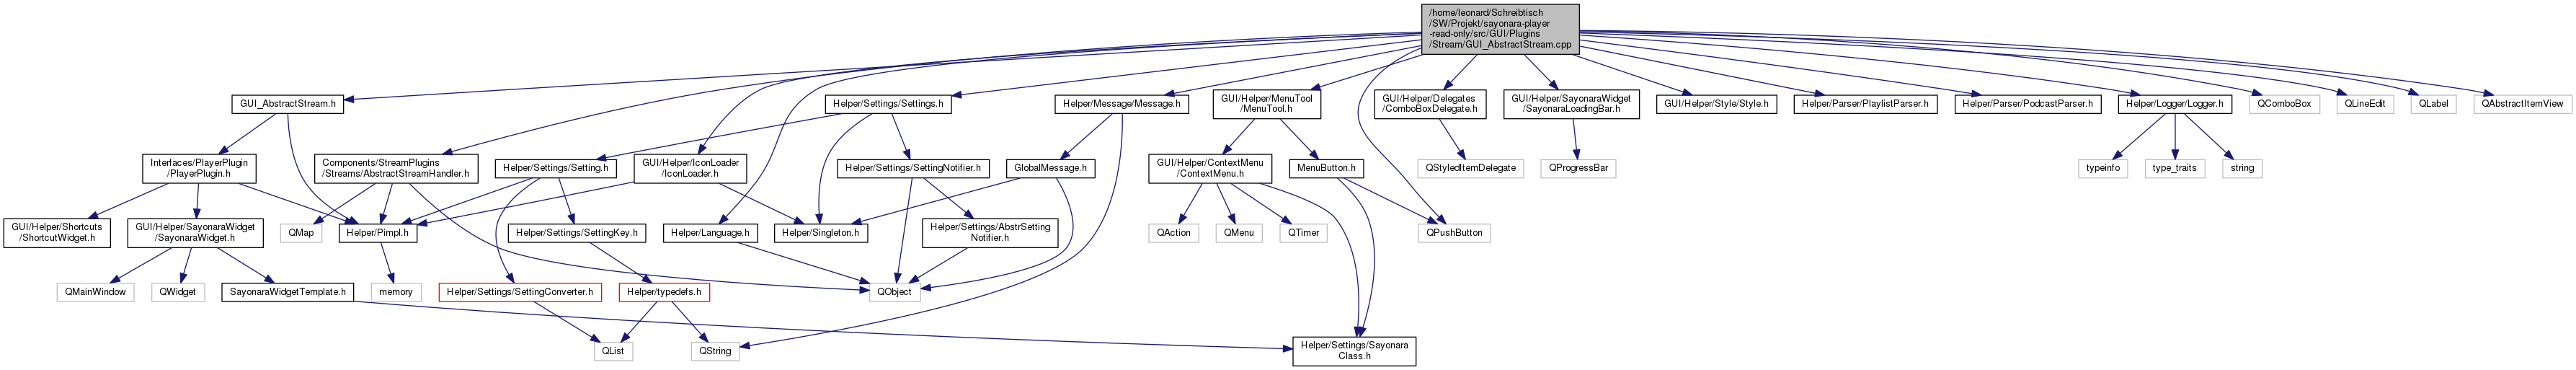 /home/leonard/Schreibtisch
/SW/Projekt/sayonara-player
-read-only/src/GUI/Plugins
/Stream/GUI_AbstractStream.cpp
GUI_AbstractStream.h
Helper/Settings/Settings.h
Helper/Message/Message.h
GUI/Helper/MenuTool
/MenuTool.h
GUI/Helper/Delegates
/ComboBoxDelegate.h
GUI/Helper/SayonaraWidget
/SayonaraLoadingBar.h
GUI/Helper/Style/Style.h
Helper/Parser/PlaylistParser.h
Helper/Parser/PodcastParser.h
Helper/Logger/Logger.h
QComboBox
QLineEdit
QLabel
QAbstractItemView
Interfaces/PlayerPlugin
/PlayerPlugin.h
Components/StreamPlugins
/Streams/AbstractStreamHandler.h
Helper/Settings/Setting.h
GUI/Helper/IconLoader
/IconLoader.h
Helper/Settings/SettingNotifier.h
GlobalMessage.h
GUI/Helper/ContextMenu
/ContextMenu.h
MenuButton.h
QStyledItemDelegate
QProgressBar
typeinfo
type_traits
string
GUI/Helper/Shortcuts
/ShortcutWidget.h
GUI/Helper/SayonaraWidget
/SayonaraWidget.h
QMap
Helper/Pimpl.h
Helper/Settings/SettingKey.h
Helper/Language.h
Helper/Singleton.h
Helper/Settings/AbstrSetting
Notifier.h
QAction
QMenu
QTimer
QPushButton
QMainWindow
QWidget
SayonaraWidgetTemplate.h
memory
Helper/Settings/SettingConverter.h
Helper/typedefs.h
QObject
QList
QString
Helper/Settings/Sayonara
Class.h